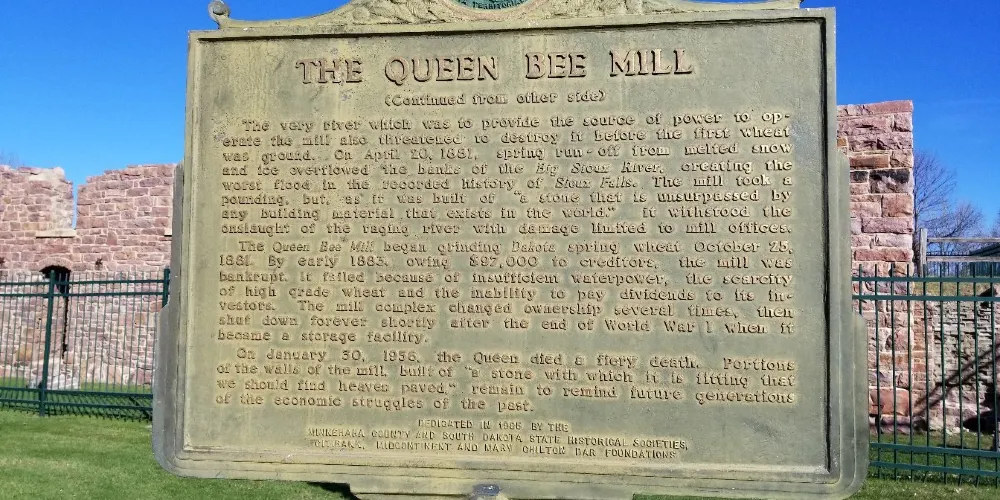 TERRITORIAL
THE QUEEN BEE MILL
(Continued from other side)
The very river which was to provide the source of power to op-
erate the mill also threatened to destroy it before the first wheat
was ground. On April 20, 1881, spring run-off from melted snow
and ice overflowed the banks of the Big Sioux River, creating the
worst flood in the recorded history of Sioux Falls. The mill took a
pounding, but, as it was built of "a stone that is unsurpassed by
any building material that exists in the world," it withstood the
onslaught of the raging river with damage limited to mill offices.
The Queen Bee Mill began grinding Dakota spring wheat October 25,
1881. By early 1883, owing $97,000 to creditors, the mill was
bankrupt. It failed because of insufficient waterpower, the scarcity
of high grade wheat and the inability to pay dividends to its in-
vestors. The mill complex changed ownership several times, then
shut down forever shortly after the end of World War I when it
became a storage facility.
On January 30, 1956, the Queen died a fiery death. Portions
of the walls of the mill, built of "a stone with which it is fitting that
we should find heaven paved," remain to remind future generations
of the economic struggles of the past.
DEDICATED IN 1985 BY THE
MINNEHAHA COUNTY AND SOUTH DAKOTA STATE HISTORICAL SOCIETIES,
MIDCONTINENT AND MARY CHILTON DAR FOUNDATIONS